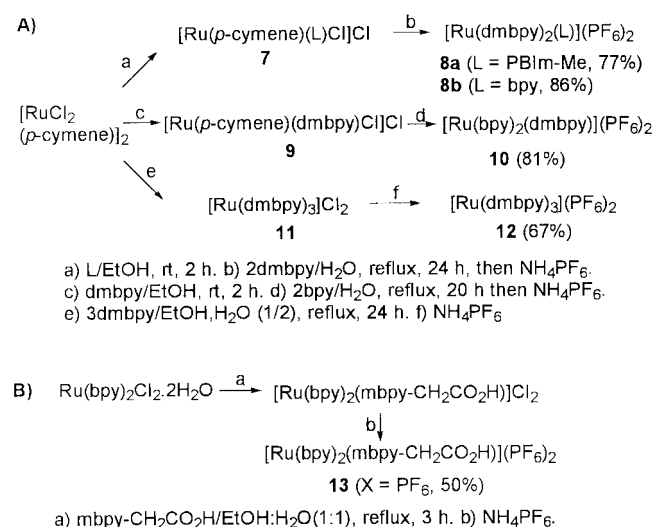 A)
[Ru(p-cymene)(L)Cl]Cl b [Ru(dmbpy)2(L)](PF6)2
a 7 8a (L = PBIm-Me, 77%)
8b (L = bpy, 86%)
[RuCl2
(p-cymene)]2 c [Ru(p-cymene)(dmbpy)Cl]Cl d [Ru(bpy)2(dmbpy)](PF6)2
9 10 (81%)
e
[Ru(dmbpy)3]Cl2 f [Ru(dmbpy)3](PF6)2
11 12 (67%)
a) L/EtOH, rt, 2 h. b) 2dmbpy/H2O, reflux, 24 h, then NH4PF6.
c) dmbpy/EtOH, rt, 2 h. d) 2bpy/H2O, reflux, 20 h then NH4PF6.
e) 3dmbpy/EtOH,H2O (1/2), reflux, 24 h. f) NH4PF6
B) Ru(bpy)2Cl2.2H2O a [Ru(bpy)2(mbpy-CH2CO2H)]Cl2
b
[Ru(bpy)2(mbpy-CH2CO2H)](PF6)2
13 (X = PF6, 50%)
a) mbpy-CH2CO2H/EtOH:H2O(1:1), reflux, 3 h. b) NH4PF6.